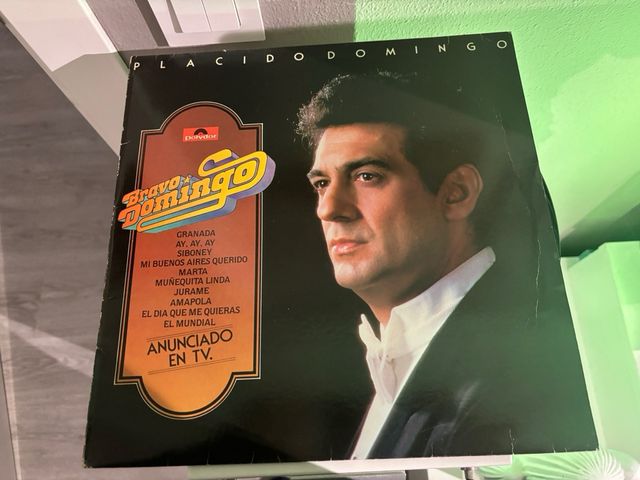 PLACIDO DOMINGO
Polydor
Bravo
Domingo
GRANADA
AY, AY, AY
SIBONEY
MI BUENOS AIRES QUERIDO
MARTA
MUÑEQUITA LINDA
JURAME
AMAPOLA
EL DIA QUE ME QUIERAS
EL MUNDIAL
ANUNCIADO
EN TV.